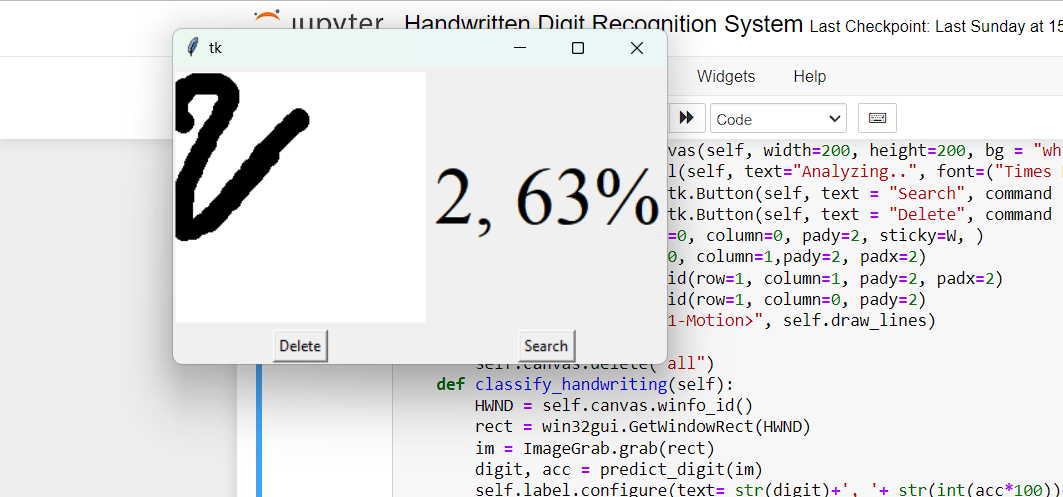 jupyter Handwritten Digit Recognition System Last Checkpoint: Last Sunday at 15
tk
Widgets Help
Code
2, 63%
vas(self, width=200, height=200, bg = "wh
l(self, text="Analyzing..", font=("Times
tk.Button(self, text = "Search", command
tk.Button(self, text = "Delete", command
=0, column=0, pady=2, sticky=W, )
0, column=1,pady=2, padx=2)
id(row=1, column=1, pady=2, padx=2)
id(row=1, column=0, pady=2)
1-Motion>", self.draw_lines)
Delete Search
self.canvas.delete("all")
def classify_handwriting(self):
HWND = self.canvas.winfo_id()
rect = win32gui.GetWindowRect(HWND)
im = ImageGrab.grab(rect)
digit, acc = predict_digit(im)
self.label.configure(text= str(digit)+', '+ str(int(acc*100))